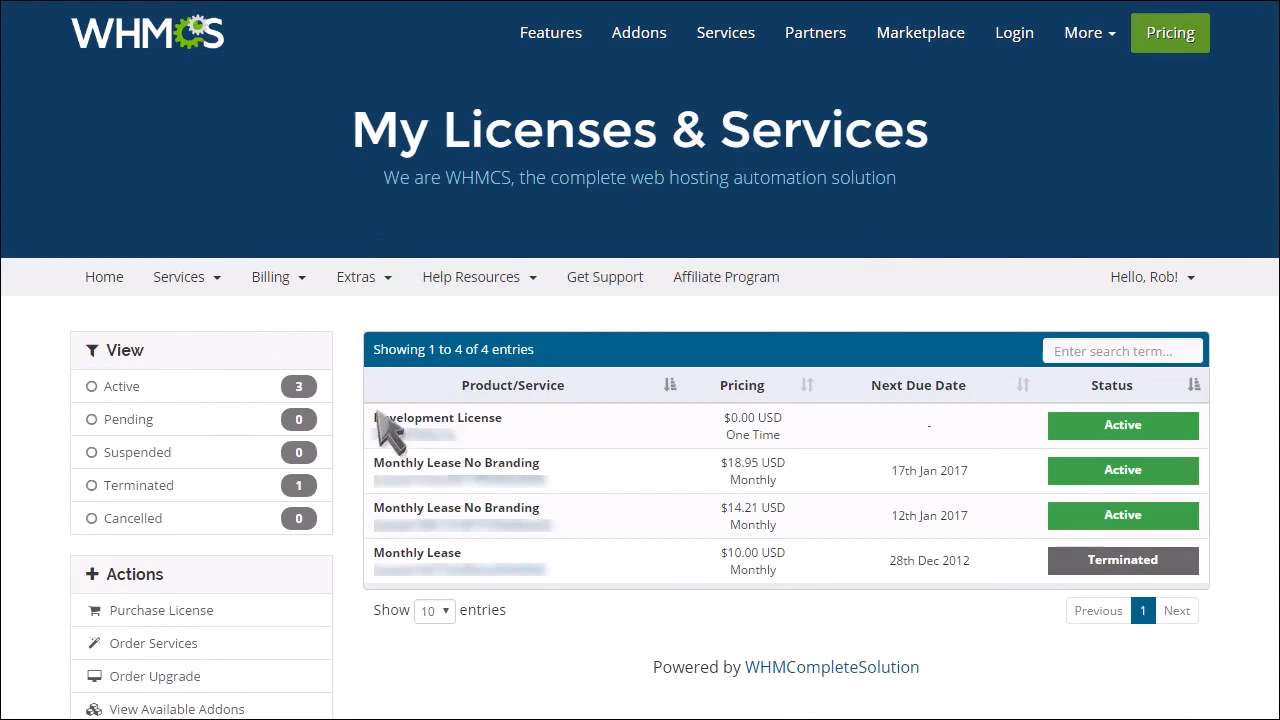 WHMCS
Features Addons Services Partners Marketplace Login More Pricing
My Licenses & Services
We are WHMCS, the complete web hosting automation solution
Home Services Billing Extras Help Resources Get Support Affiliate Program Hello, Rob!
View
Active 3
Pending 0
Suspended 0
Terminated 1
Cancelled 0
Actions
Purchase License
Order Services
Order Upgrade
View Available Addons
Showing 1 to 4 of 4 entries Enter search term...
Product/Service Pricing Next Due Date Status
Development License $0.00 USD One Time - Active
Monthly Lease No Branding $18.95 USD Monthly 17th Jan 2017 Active
Monthly Lease No Branding $14.21 USD Monthly 12th Jan 2017 Active
Monthly Lease $10.00 USD Monthly 28th Dec 2012 Terminated
Show 10 entries Previous 1 Next
Powered by WHMCompleteSolution